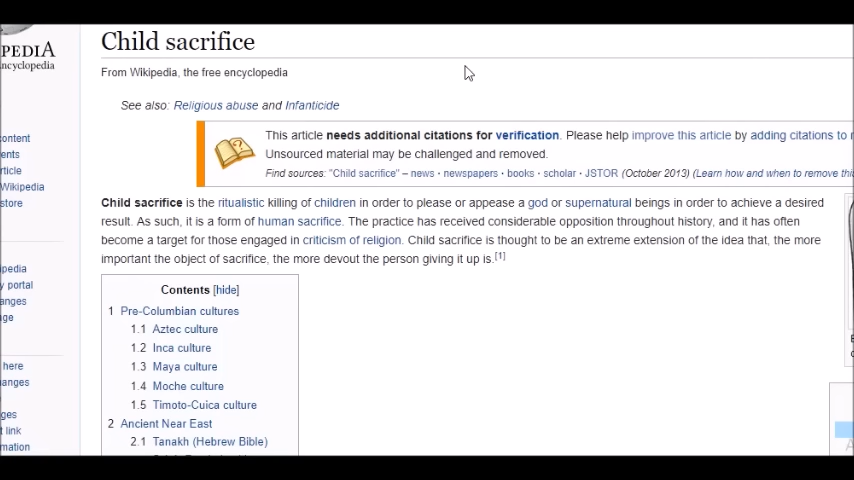 PEDIA
ncyclopedia
Child sacrifice
From Wikipedia, the free encyclopedia
See also: Religious abuse and Infanticide
This article needs additional citations for verification. Please help improve this article by adding citations to r
Unsourced material may be challenged and removed.
Find sources: "Child sacrifice" – news · newspapers · books · scholar · JSTOR (October 2013) (Learn how and when to remove this
Child sacrifice is the ritualistic killing of children in order to please or appease a god or supernatural beings in order to achieve a desired
result. As such, it is a form of human sacrifice. The practice has received considerable opposition throughout history, and it has often
become a target for those engaged in criticism of religion. Child sacrifice is thought to be an extreme extension of the idea that, the more
important the object of sacrifice, the more devout the person giving it up is.[1]
Contents [hide]
1 Pre-Columbian cultures
1.1 Aztec culture
1.2 Inca culture
1.3 Maya culture
1.4 Moche culture
1.5 Timoto-Cuica culture
2 Ancient Near East
2.1 Tanakh (Hebrew Bible)
ontent
ents
rticle
Wikipedia
store
ipedia
y portal
anges
ge
here
anges
ges
t link
mation